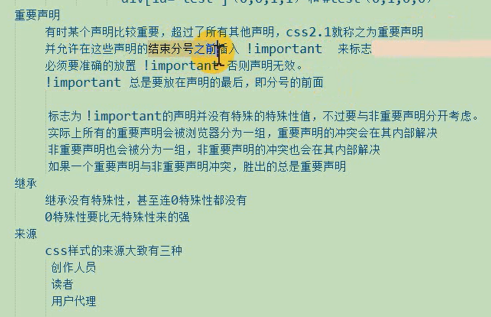 重要声明
有时某个声明比较重要，超过了所有其他声明，css2.1就称之为重要声明
并允许在这些声明的结束分号之前插入 !important 来标志
必须要准确的放置 !important 否则声明无效。
!important 总是要放在声明的最后，即分号的前面
标志为 !important的声明并没有特殊的特殊性值，不过要与非重要声明分开考虑。
实际上所有的重要声明会被浏览器分为一组，重要声明的冲突会在其内部解决
非重要声明也会被分为一组，非重要声明的冲突也会在其内部解决
如果一个重要声明与非重要声明冲突，胜出的总是重要声明
继承
继承没有特殊性，甚至连0特殊性都没有
0特殊性要比无特殊性来的强
来源
css样式的来源大致有三种
创作人员
读者
用户代理